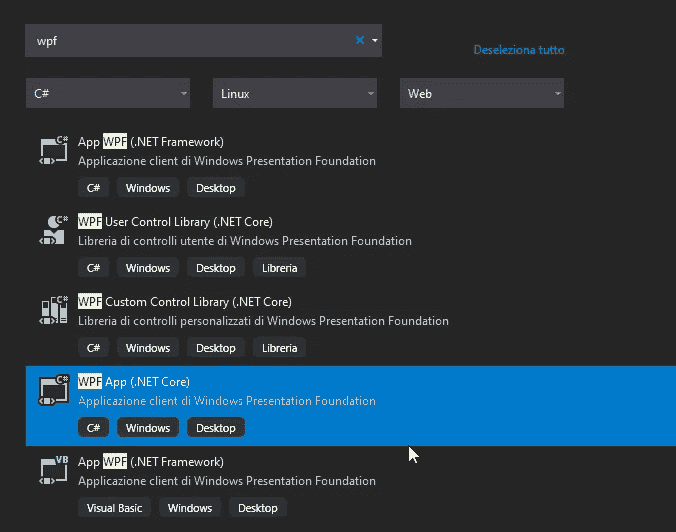 wpf
Deseleziona tutto
C# Linux Web
C#
App WPF (.NET Framework)
Applicazione client di Windows Presentation Foundation
C# Windows Desktop
C#
WPF User Control Library (.NET Core)
Libreria di controlli utente di Windows Presentation Foundation
C# Windows Desktop Libreria
C#
WPF Custom Control Library (.NET Core)
Libreria di controlli personalizzati di Windows Presentation Foundation
C# Windows Desktop Libreria
C#
WPF App (.NET Core)
Applicazione client di Windows Presentation Foundation
C# Windows Desktop
VB
App WPF (.NET Framework)
Applicazione client di Windows Presentation Foundation
Visual Basic Windows Desktop